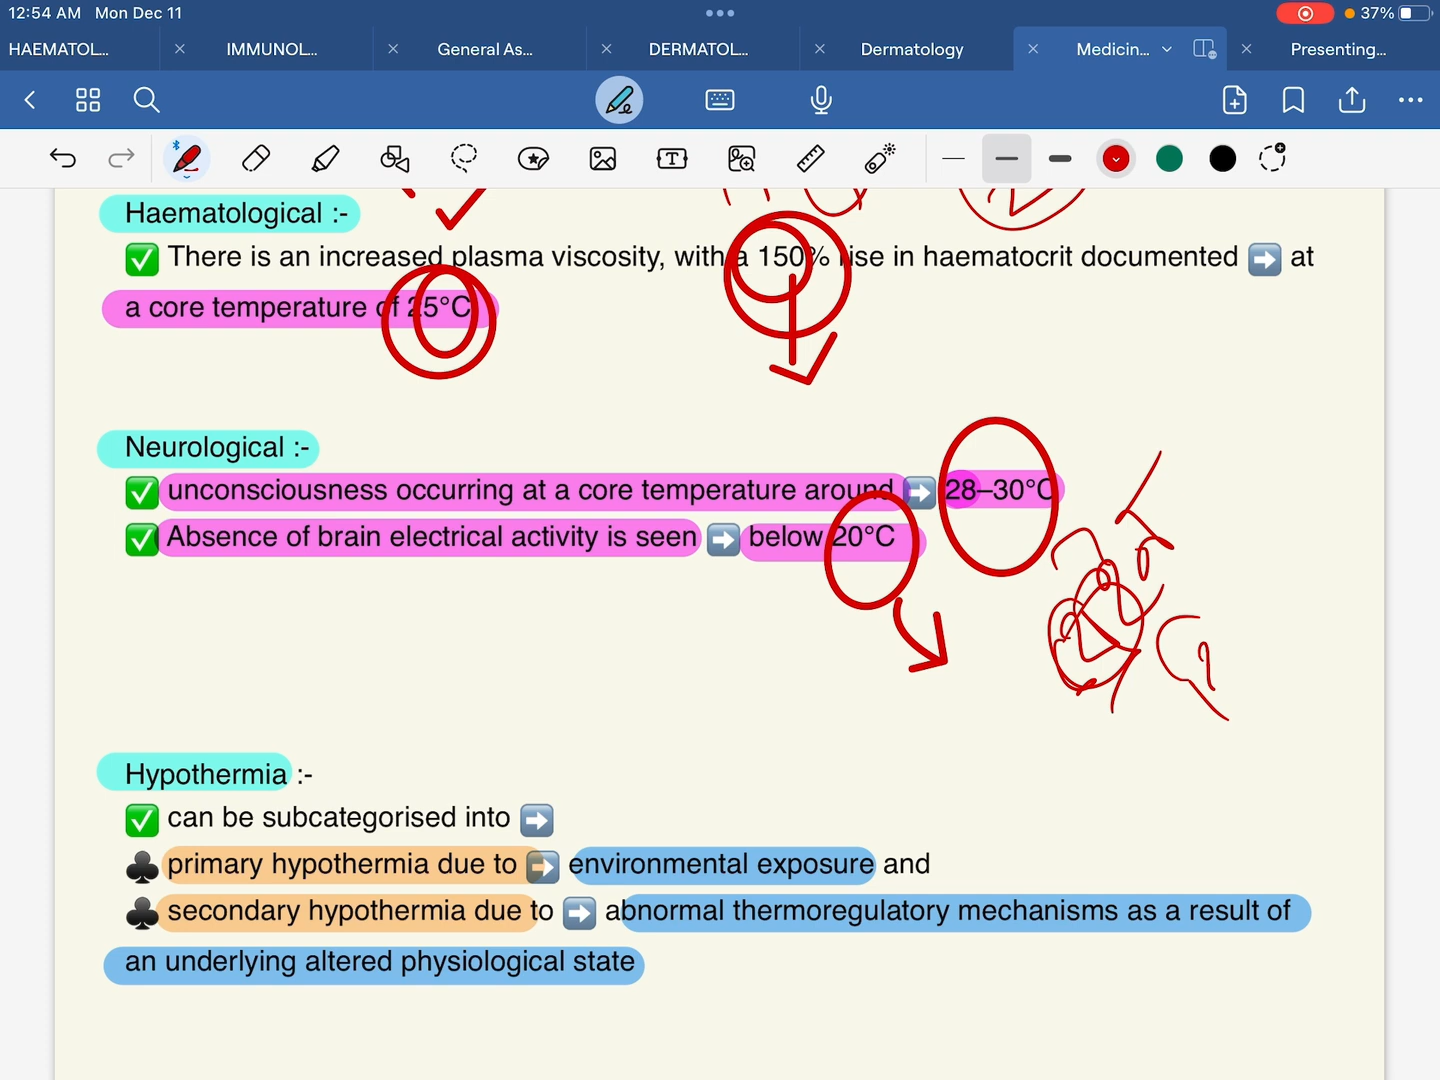 12:54 AM Mon Dec 11
37%
HAEMATOL...
IMMUNOL...
General As...
DERMATOL...
Dermatology
Medicin...
Presenting...
Haematological :-
There is an increased plasma viscosity, with a 150% rise in haematocrit documented ➡️ at
a core temperature of 25°C
Neurological :-
unconsciousness occurring at a core temperature around ➡️ 28–30°C
Absence of brain electrical activity is seen ➡️ below 20°C
Hypothermia :-
can be subcategorised into ➡️
primary hypothermia due to ➡️ environmental exposure and
secondary hypothermia due to ➡️ abnormal thermoregulatory mechanisms as a result of
an underlying altered physiological state